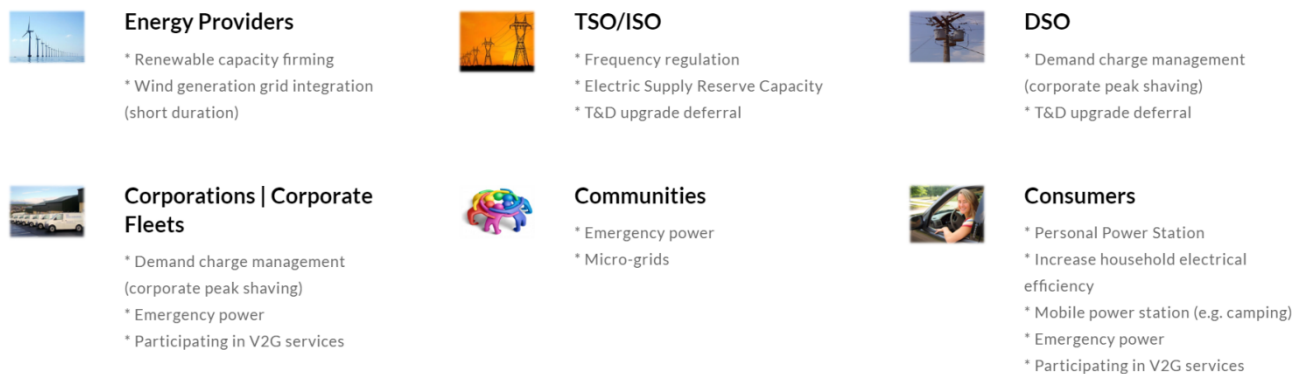 Energy Providers
* Renewable capacity firming
* Wind generation grid integration
(short duration)
TSO/ISO
* Frequency regulation
* Electric Supply Reserve Capacity
* T&D upgrade deferral
DSO
* Demand charge management
(corporate peak shaving)
* T&D upgrade deferral
Corporations | Corporate
Fleets
* Demand charge management
(corporate peak shaving)
* Emergency power
* Participating in V2G services
Communities
* Emergency power
* Micro-grids
Consumers
* Personal Power Station
* Increase household electrical
efficiency
* Mobile power station (e.g. camping)
* Emergency power
* Participating in V2G services